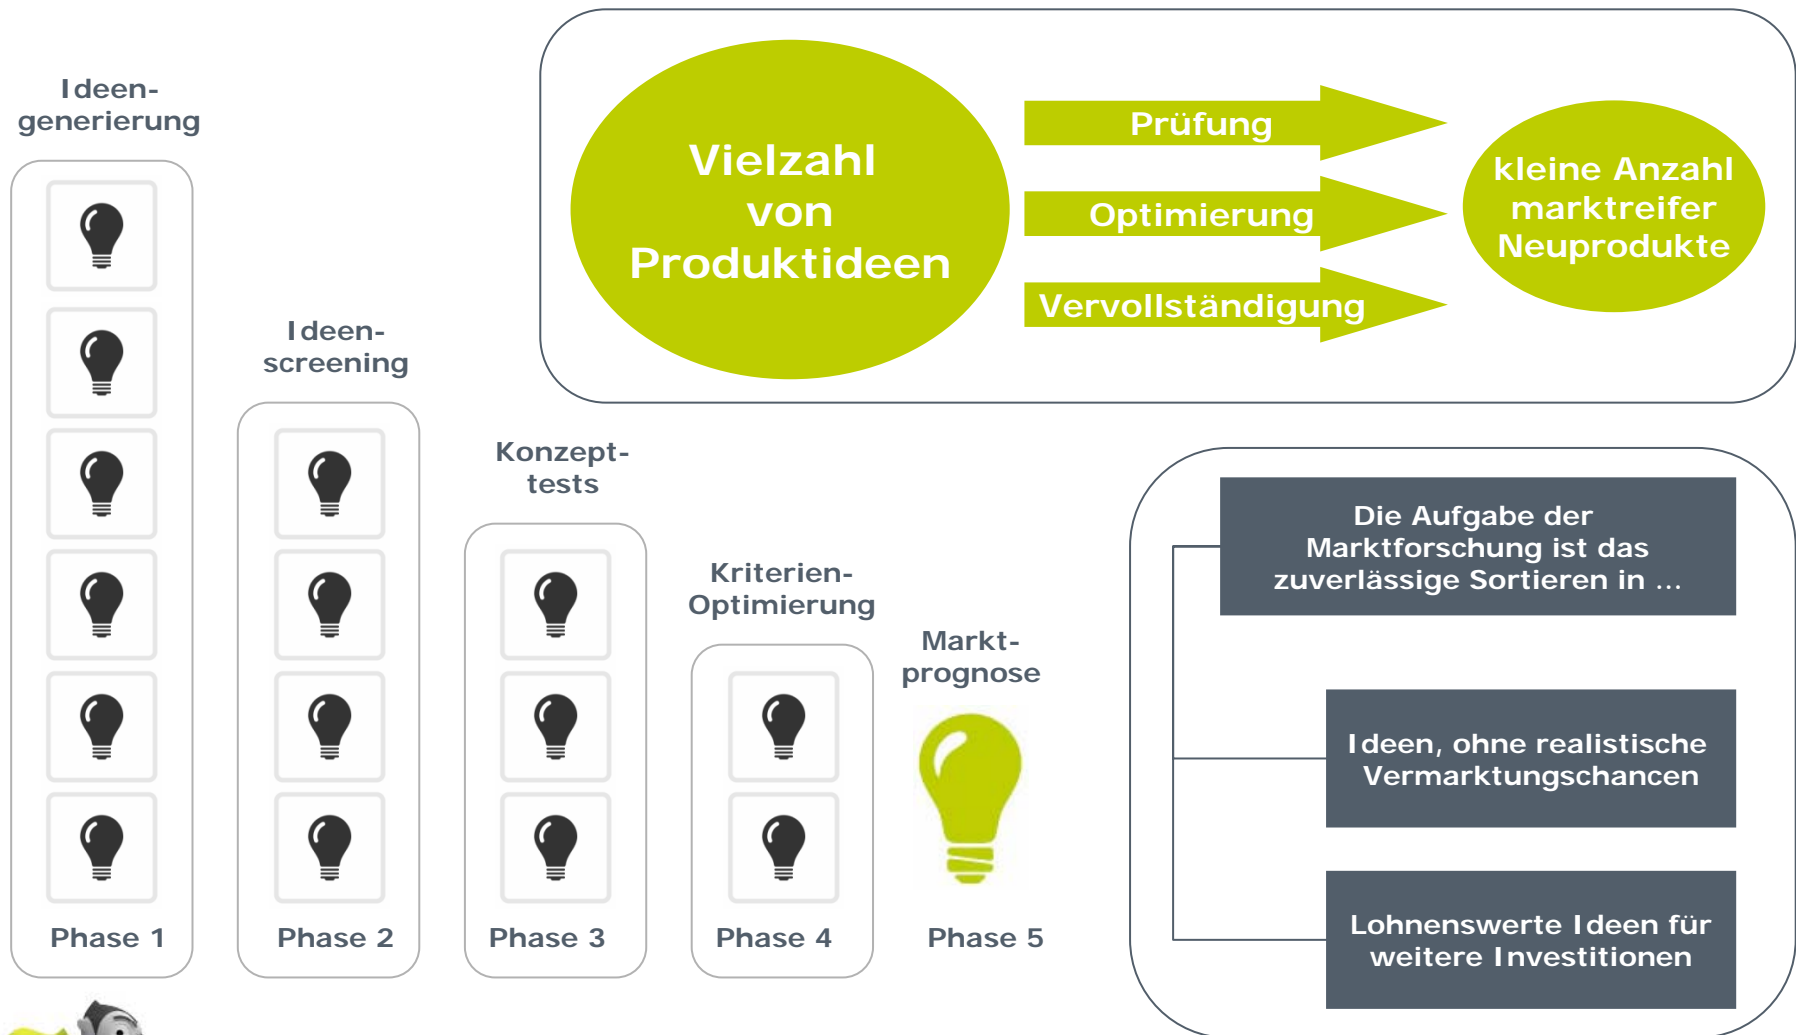 Ideen-
generierung
Phase 1
Ideen-
screening
Phase 2
Konzept-
tests
Phase 3
Kriterien-
Optimierung
Phase 4
Markt-
prognose
Phase 5
Vielzahl
von
Produktideen
Prüfung
Optimierung
Vervollständigung
kleine Anzahl
marktreifer
Neuprodukte
Die Aufgabe der
Marktforschung ist das
zuverlässige Sortieren in ...
Ideen, ohne realistische
Vermarktungschancen
Lohnenswerte Ideen für
weitere Investitionen